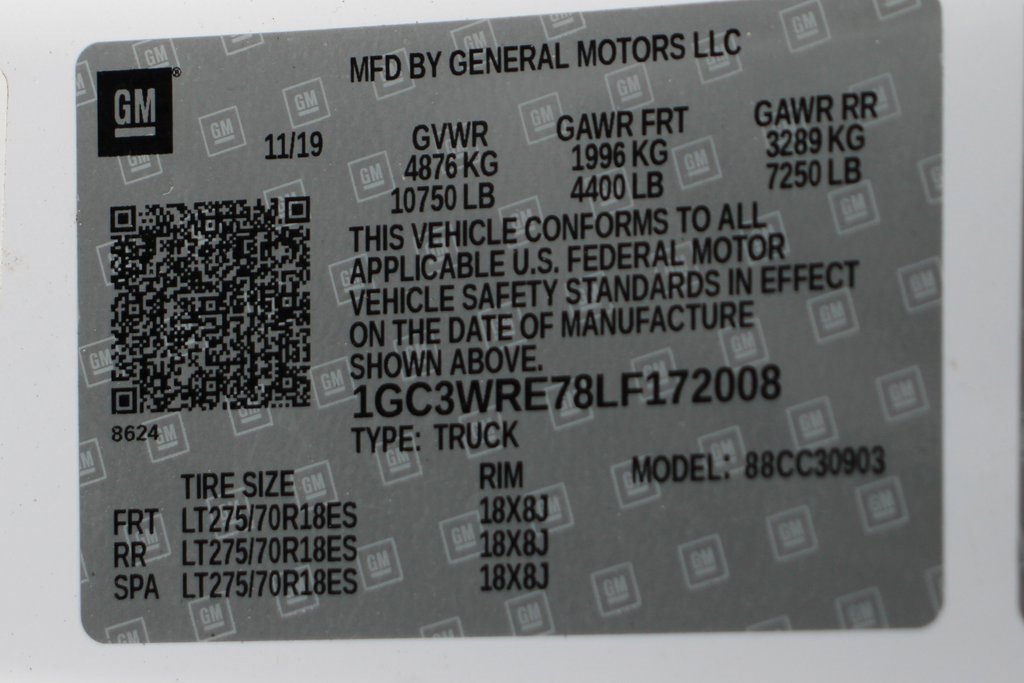 GM ®
MFD BY GENERAL MOTORS LLC
11/19
GVWR GAWR FRT GAWR RR
4876 KG 1996 KG 3289 KG
10750 LB 4400 LB 7250 LB
THIS VEHICLE CONFORMS TO ALL
APPLICABLE U.S. FEDERAL MOTOR
VEHICLE SAFETY STANDARDS IN EFFECT
ON THE DATE OF MANUFACTURE
SHOWN ABOVE.
1GC3WRE78LF172008
8624
TYPE: TRUCK
MODEL: 88CC30903
TIRE SIZE RIM
FRT LT275/70R18ES 18X8J
RR LT275/70R18ES 18X8J
SPA LT275/70R18ES 18X8J